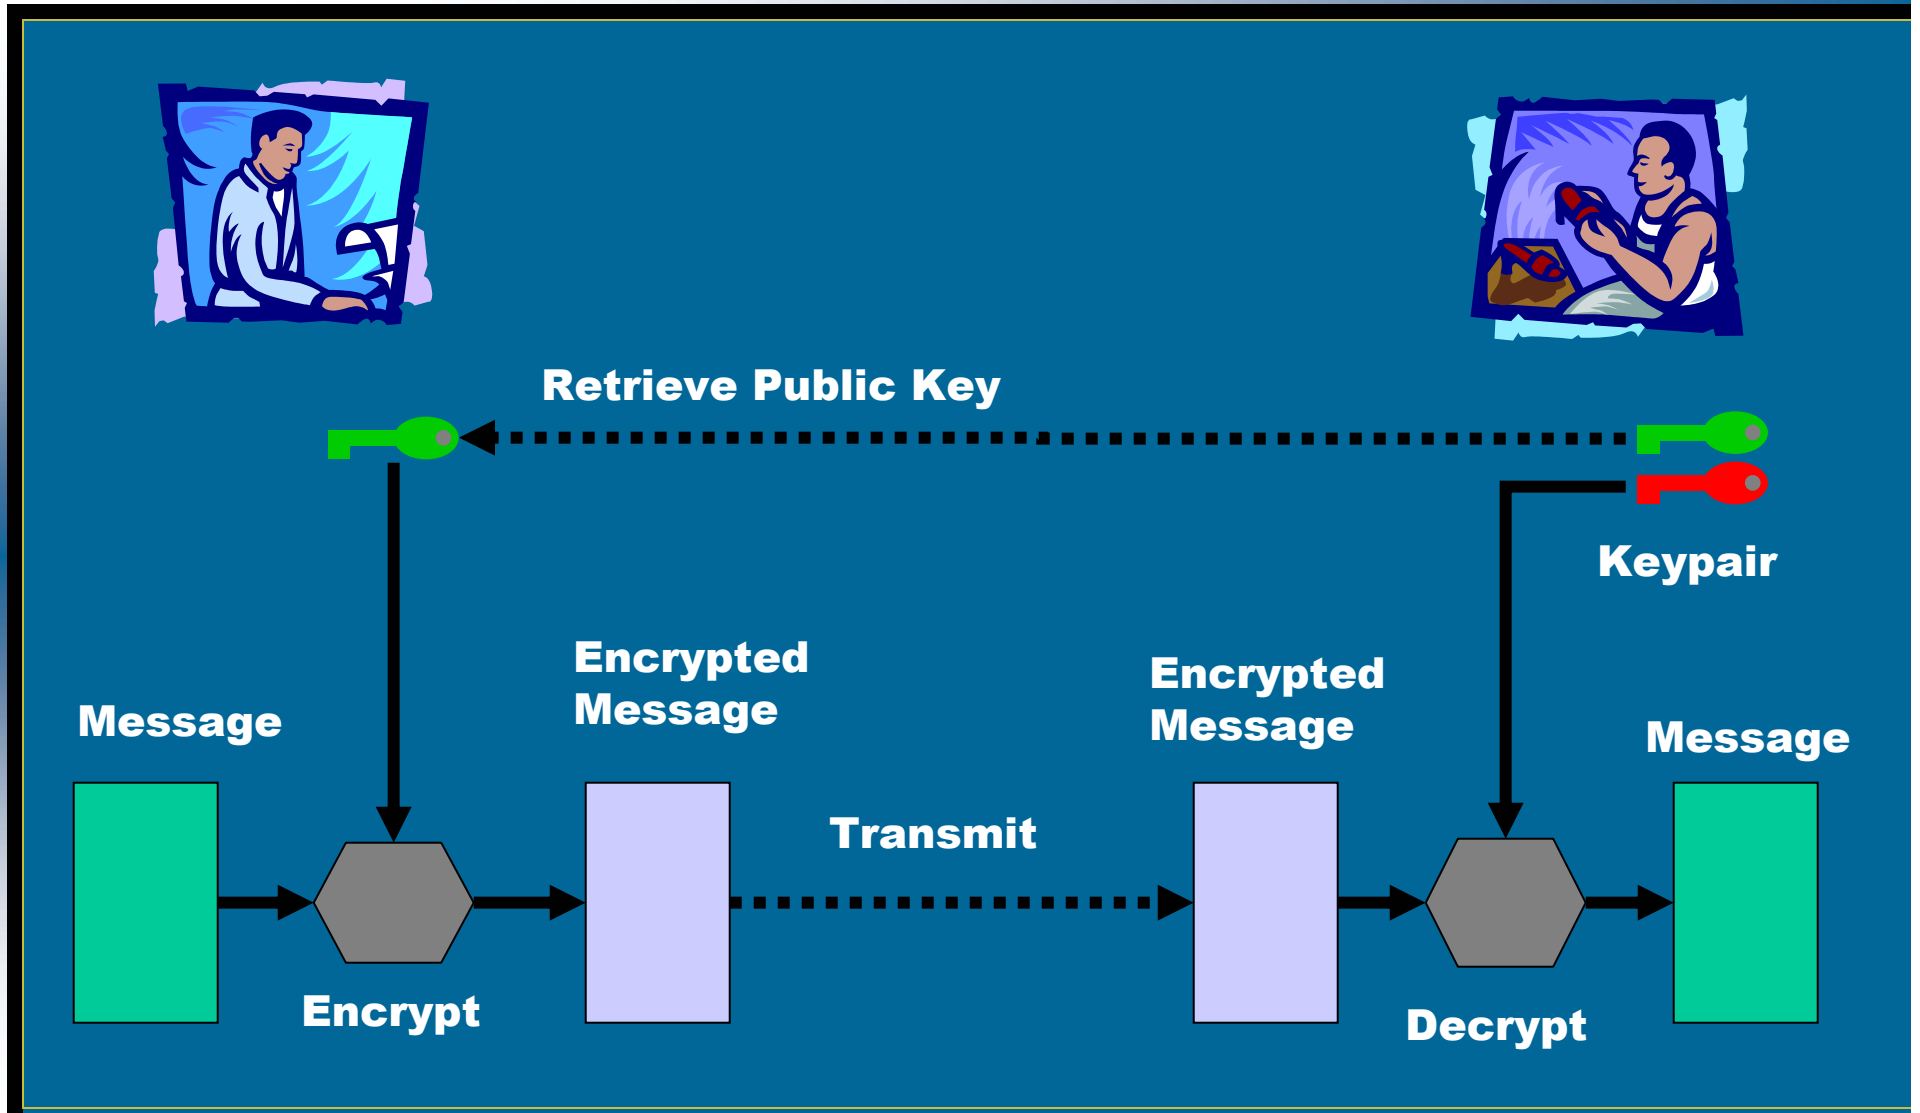 Retrieve Public Key
Keypair
Encrypted
Message
Encrypted
Message
Message
Message
Transmit
Encrypt
Decrypt